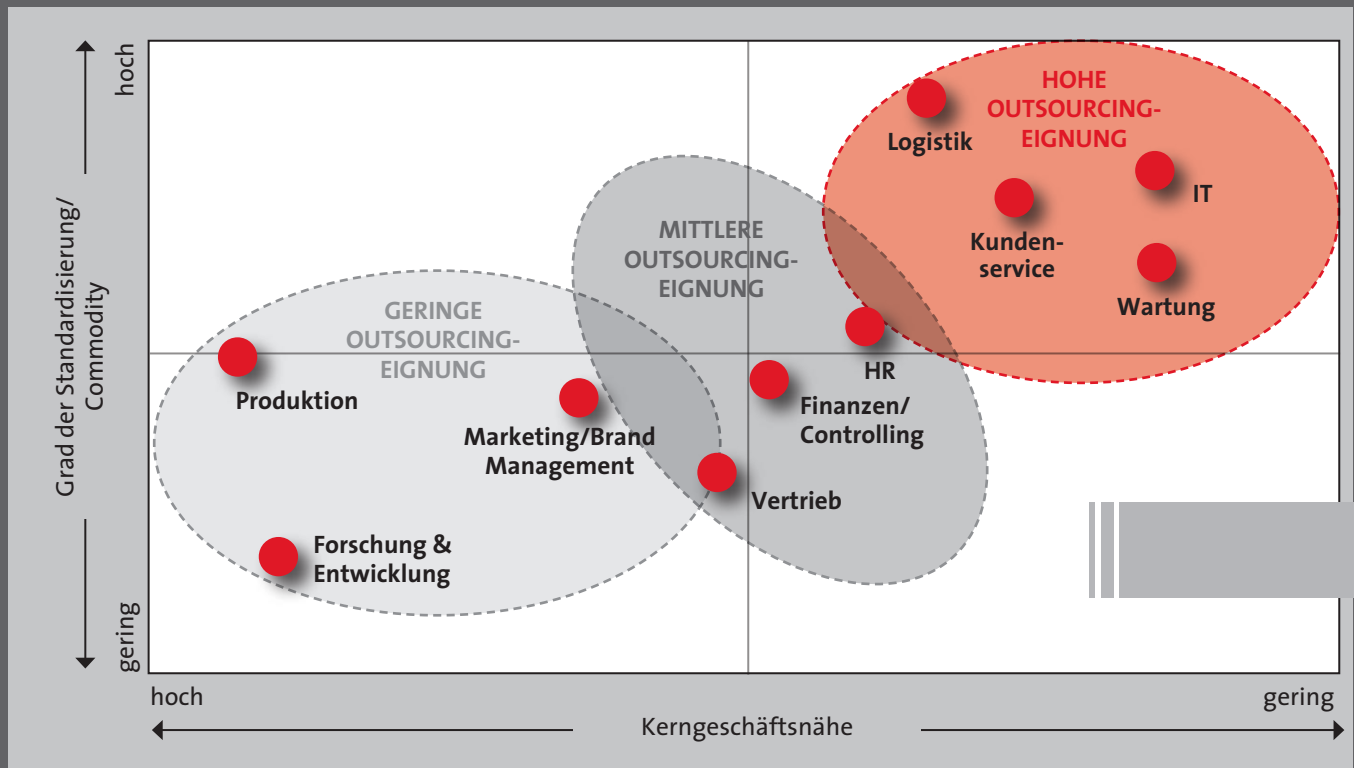 Grad der Standardisierung/
Commodity
hoch
gering
HOHE
OUTSOURCING-
EIGNUNG
Logistik
IT
Kunden-
service
Wartung
MITTLERE
OUTSOURCING-
EIGNUNG
HR
Finanzen/
Controlling
Vertrieb
GERINGE
OUTSOURCING-
EIGNUNG
Produktion
Marketing/Brand
Management
Forschung &
Entwicklung
hoch
gering
Kerngeschäftsnähe